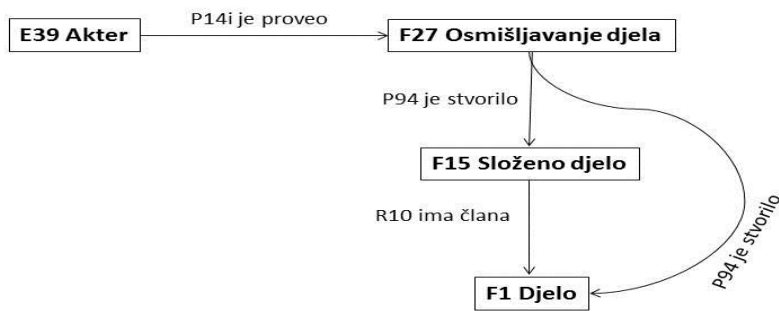 P14i je proveo
E39 Akter
F27 Osmišljavanje djela
P94 je stvorilo
F15 Složeno djelo
R10 ima člana
P94 je stvorilo
F1 Djelo